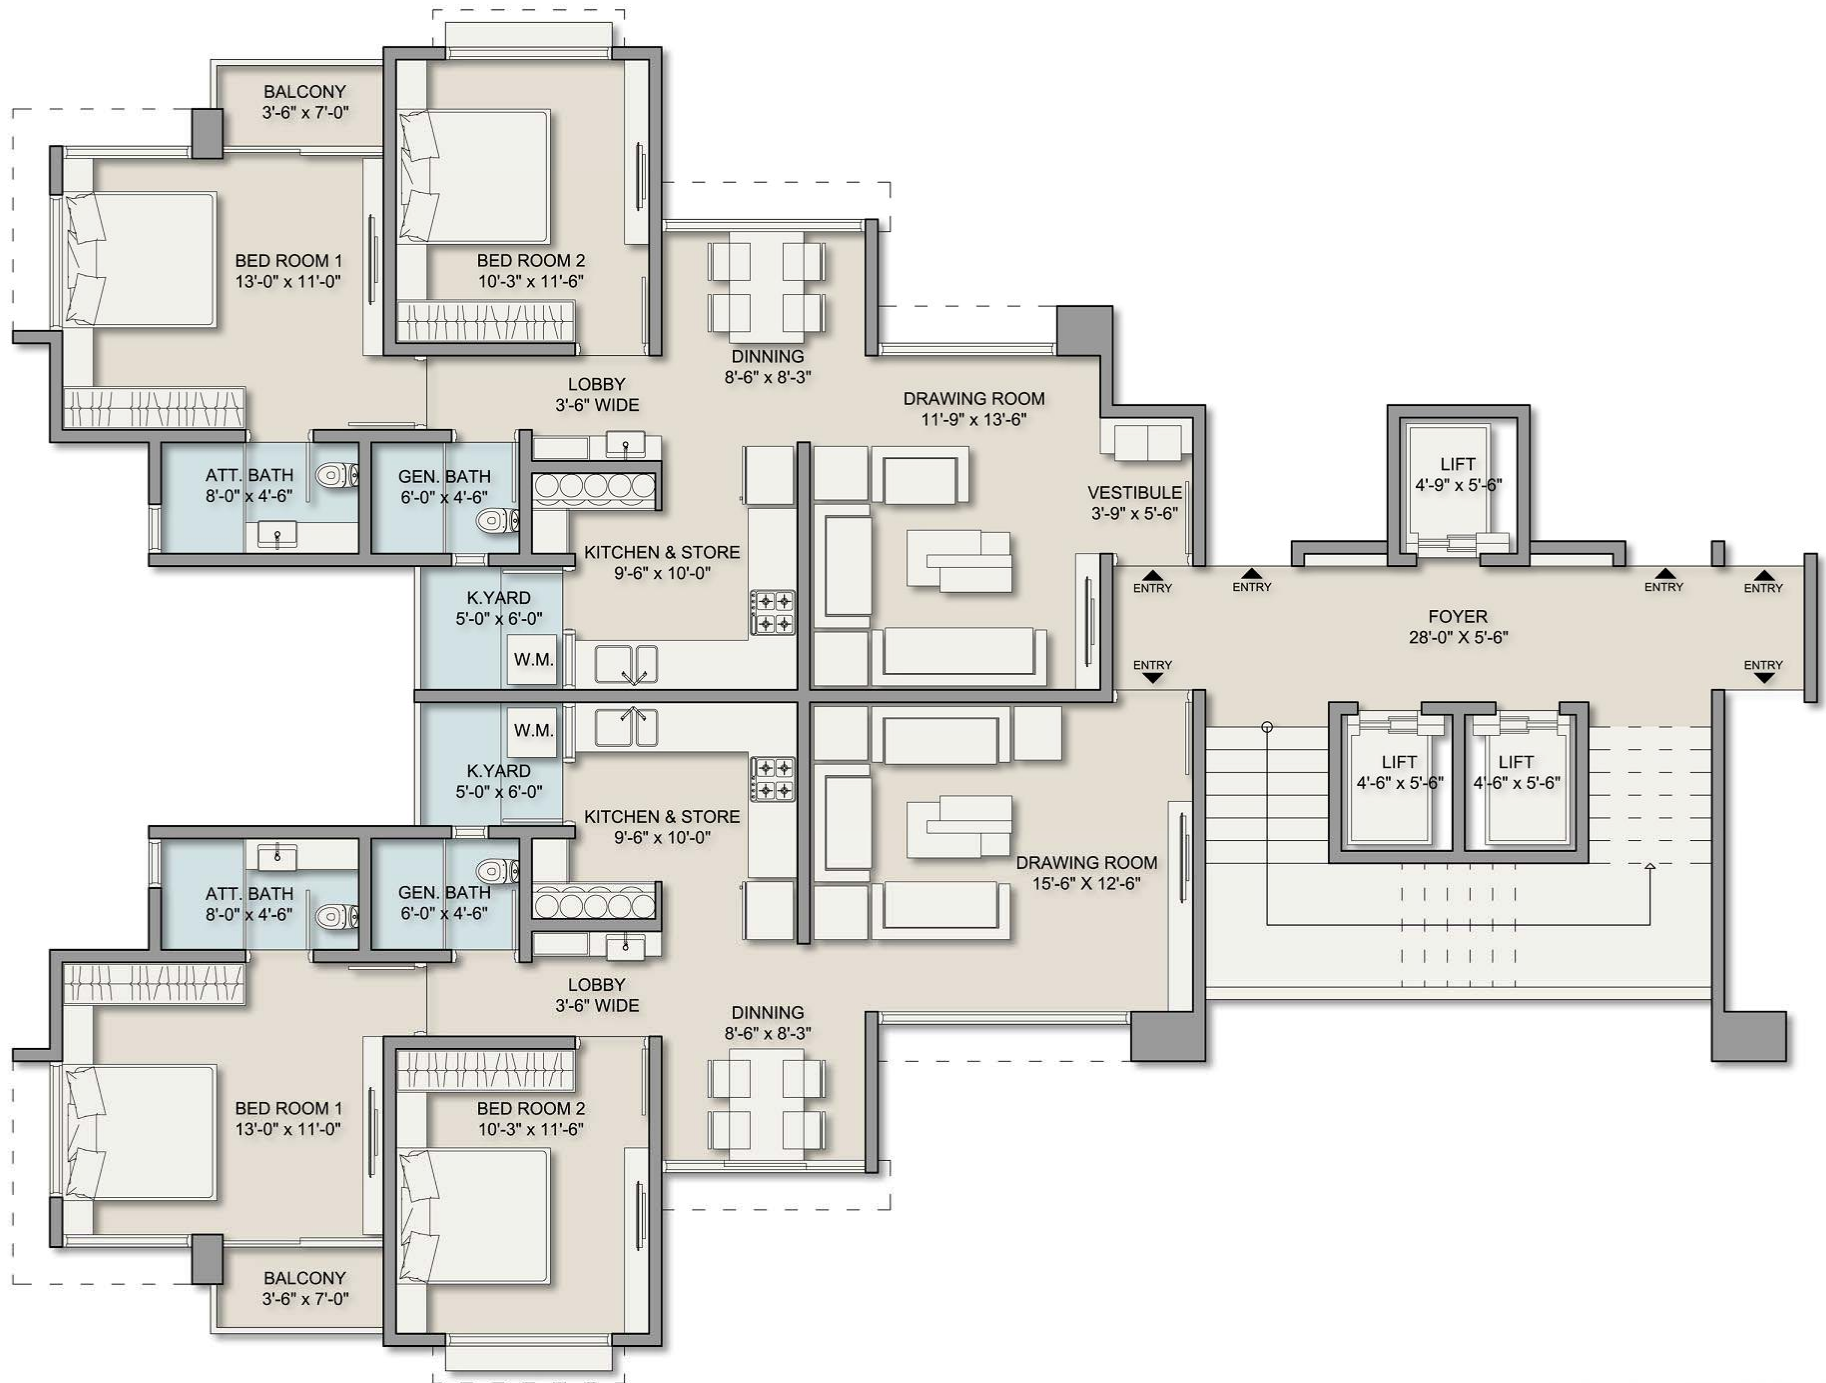 BALCONY
3'-6" x 7'-0"
BED ROOM 1
13'-0" x 11'-0"
BED ROOM 2
10'-3" x 11'-6"
DINNING
8'-6" x 8'-3"
LOBBY
3'-6" WIDE
DRAWING ROOM
11'-9" x 13'-6"
ATT. BATH
8'-0" x 4'-6"
GEN. BATH
6'-0" x 4'-6"
VESTIBULE
3'-9" x 5'-6"
LIFT
4'-9" x 5'-6"
KITCHEN & STORE
9'-6" x 10'-0"
K.YARD
5'-0" x 6'-0"
W.M.
ENTRY
ENTRY
ENTRY
ENTRY
FOYER
28'-0" X 5'-6"
ENTRY
ENTRY
W.M.
K.YARD
5'-0" x 6'-0"
KITCHEN & STORE
9'-6" x 10'-0"
LIFT
4'-6" x 5'-6"
LIFT
4'-6" x 5'-6"
DRAWING ROOM
15'-6" X 12'-6"
ATT. BATH
8'-0" x 4'-6"
GEN. BATH
6'-0" x 4'-6"
LOBBY
3'-6" WIDE
DINNING
8'-6" x 8'-3"
BED ROOM 1
13'-0" x 11'-0"
BED ROOM 2
10'-3" x 11'-6"
BALCONY
3'-6" x 7'-0"